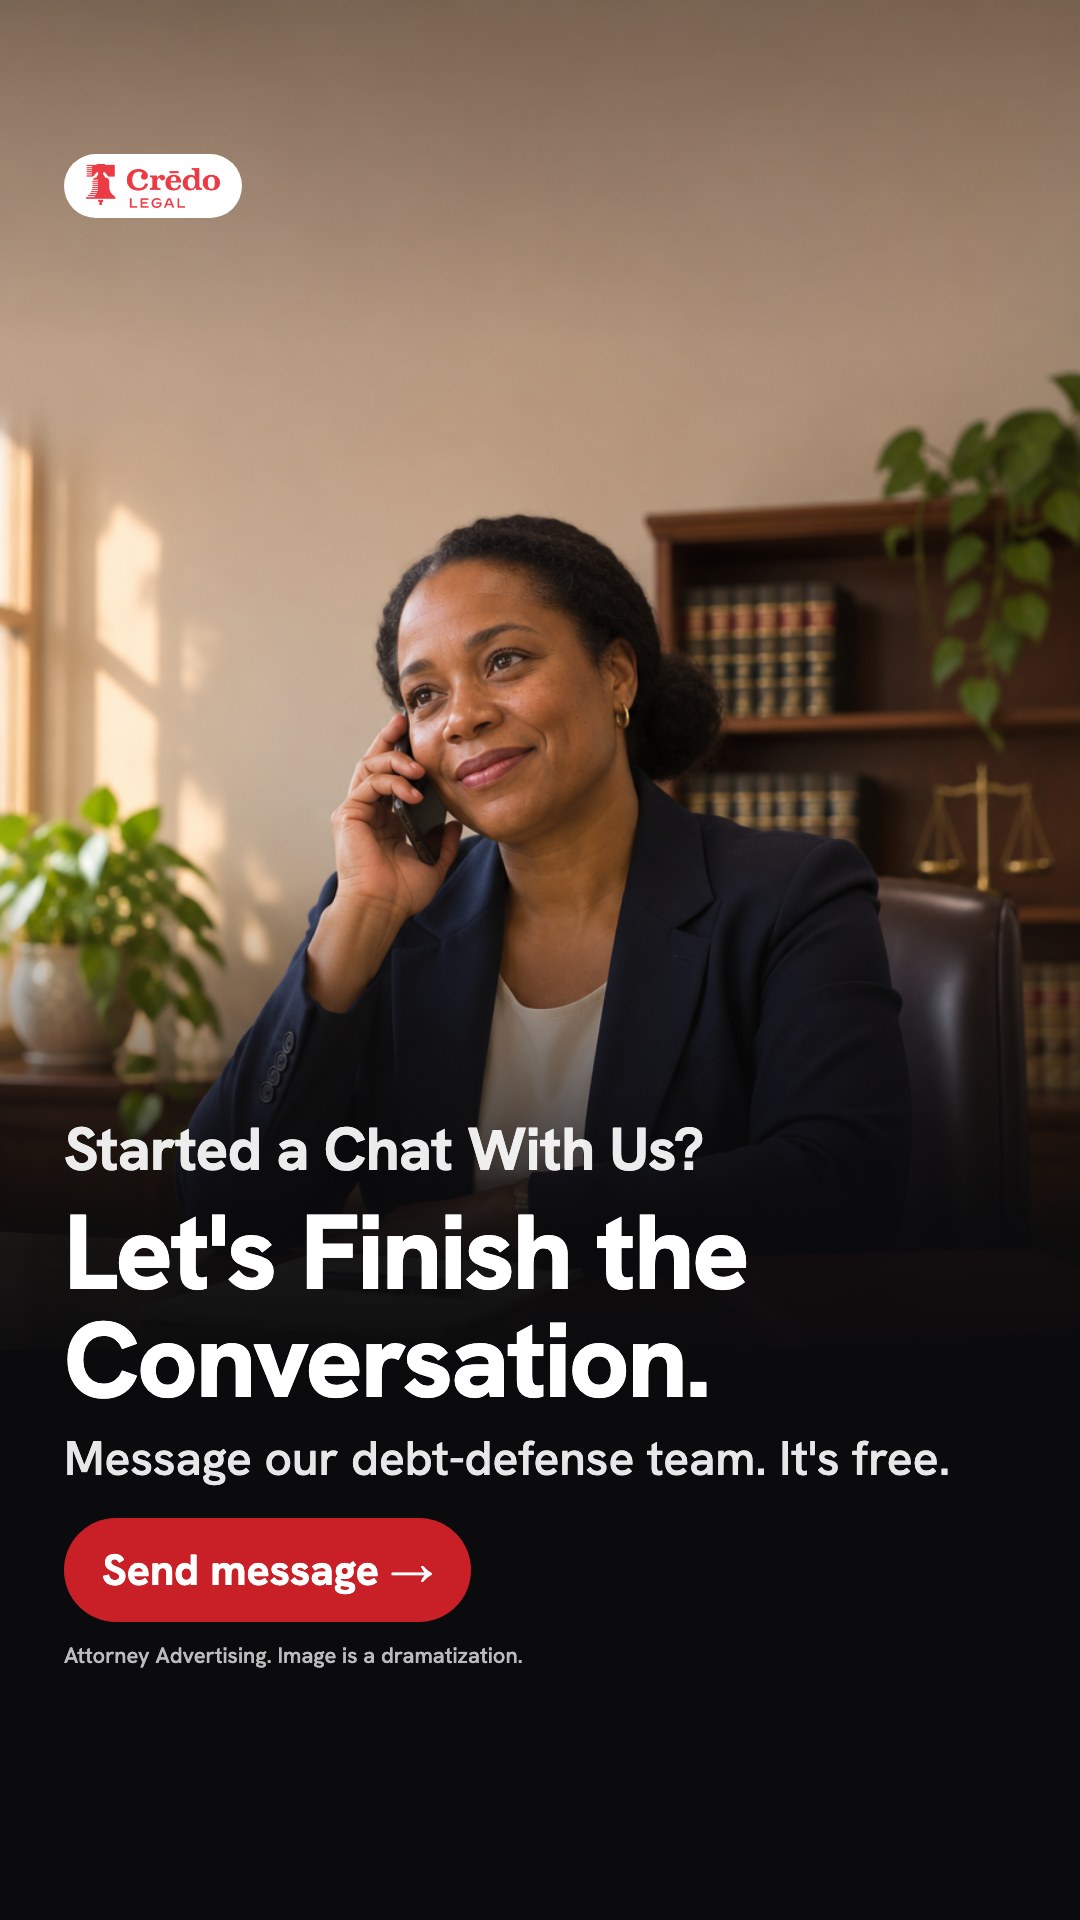 Crēdo
LEGAL
Started a Chat With Us?
Let's Finish the
Conversation.
Message our debt-defense team. It's free.
Send message →
Attorney Advertising. Image is a dramatization.